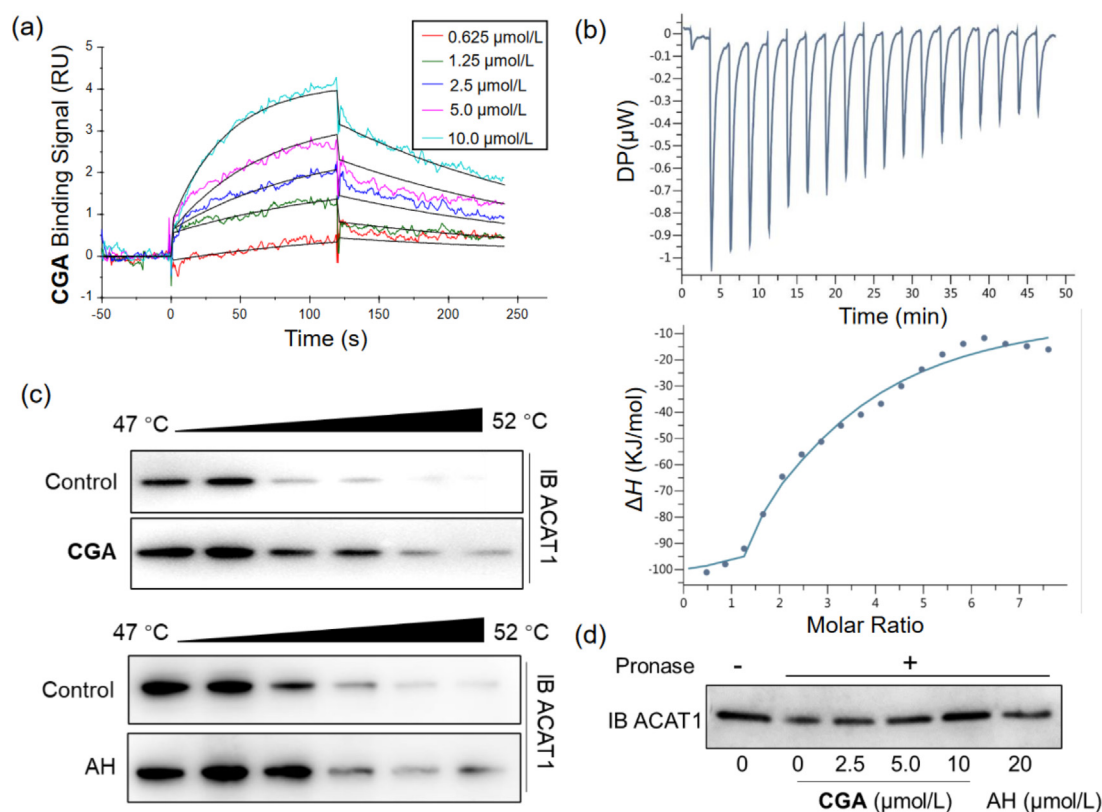 (a)
CGA Binding Signal (RU)
5
4
3
2
1
0
-1
-50
0
50
100
150
200
250
Time (s)
0.625 µmol/L
1.25 µmol/L
2.5 µmol/L
5.0 µmol/L
10.0 µmol/L
(b)
DP(µW)
0
-0.1
-0.2
-0.3
-0.4
-0.5
-0.6
-0.7
-0.8
-0.9
-1
0 5 10 15 20 25 30 35 40 45 50
Time (min)
ΔH (KJ/mol)
-10
-20
-30
-40
-50
-60
-70
-80
-90
-100
0 1 2 3 4 5 6 7
Molar Ratio
(c)
47 °C 52 °C
Control
CGA
IB ACAT1
47 °C 52 °C
Control
AH
IB ACAT1
(d)
Pronase - +
IB ACAT1
0 0 2.5 5.0 10 20
CGA (µmol/L) AH (µmol/L)